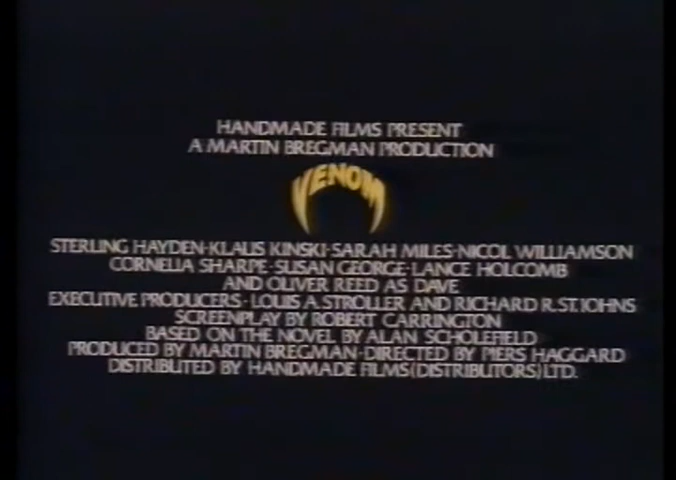 HANDMADE FILMS PRESENT
A MARTIN BREGMAN PRODUCTION
VENOM
STERLING HAYDEN·KLAUS KINSKI·SARAH MILES·NICOL WILLIAMSON
CORNELIA SHARPE·SUSAN GEORGE·LANCE HOLCOMB
AND OLIVER REED AS DAVE
EXECUTIVE PRODUCERS·LOUIS A. STROLLER AND RICHARD R. ST. JOHNS
SCREENPLAY BY ROBERT CARRINGTON
BASED ON THE NOVEL BY ALAN SCHOLEFIELD
PRODUCED BY MARTIN BREGMAN·DIRECTED BY PIERS HAGGARD
DISTRIBUTED BY HANDMADE FILMS (DISTRIBUTORS) LTD.